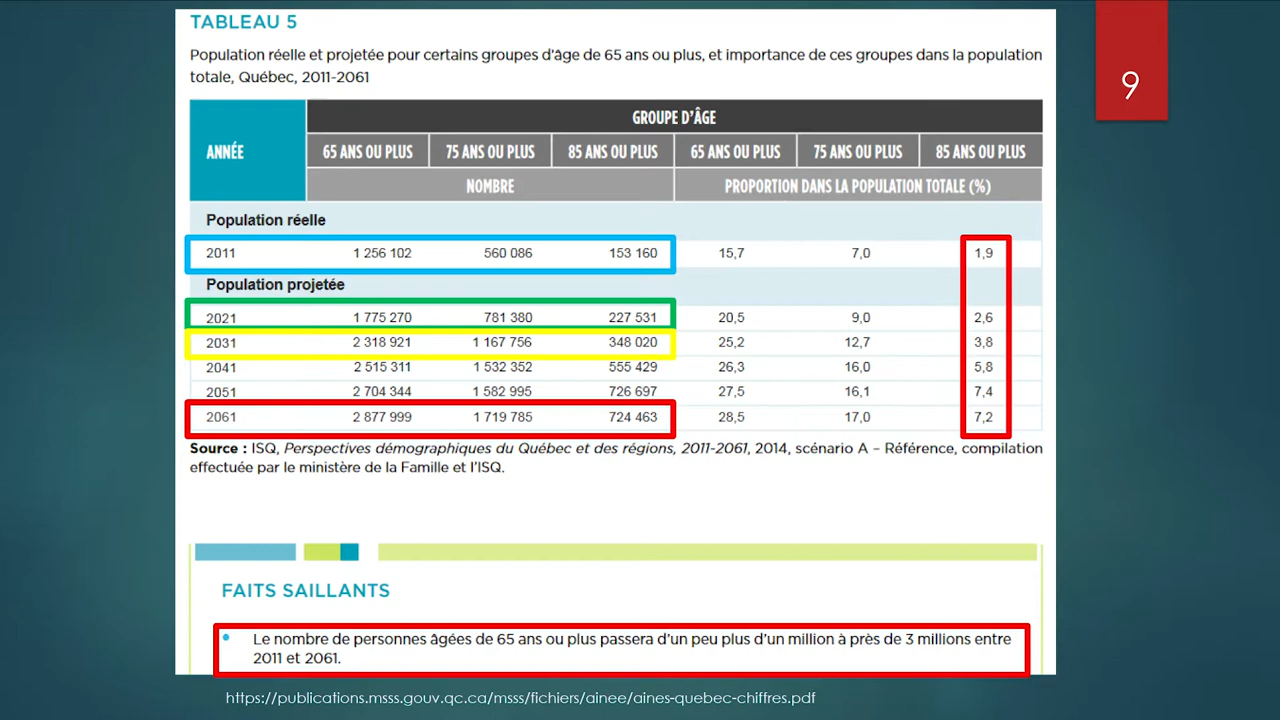 TABLEAU 5
9
Population réelle et projetée pour certains groupes d'âge de 65 ans ou plus, et importance de ces groupes dans la population
totale, Québec, 2011-2061
ANNÉE
GROUPE D'ÂGE
65 ANS OU PLUS 75 ANS OU PLUS 85 ANS OU PLUS 65 ANS OU PLUS 75 ANS OU PLUS 85 ANS OU PLUS
NOMBRE PROPORTION DANS LA POPULATION TOTALE (%)
Population réelle
2011 1 256 102 560 086 153 160 15,7 7,0 1,9
Population projetée
2021 1 775 270 781 380 227 531 20,5 9,0 2,6
2031 2 318 921 1 167 756 348 020 25,2 12,7 3,8
2041 2 515 311 1 532 352 555 429 26,3 16,0 5,8
2051 2 704 344 1 582 995 726 697 27,5 16,1 7,4
2061 2 877 999 1 719 785 724 463 28,5 17,0 7,2
Source : ISQ, Perspectives démographiques du Québec et des régions, 2011-2061, 2014, scénario A – Référence, compilation
effectuée par le ministère de la Famille et l'ISQ.
FAITS SAILLANTS
• Le nombre de personnes âgées de 65 ans ou plus passera d'un peu plus d'un million à près de 3 millions entre
2011 et 2061.
https://publications.msss.gouv.qc.ca/msss/fichiers/ainee/aines-quebec-chiffres.pdf